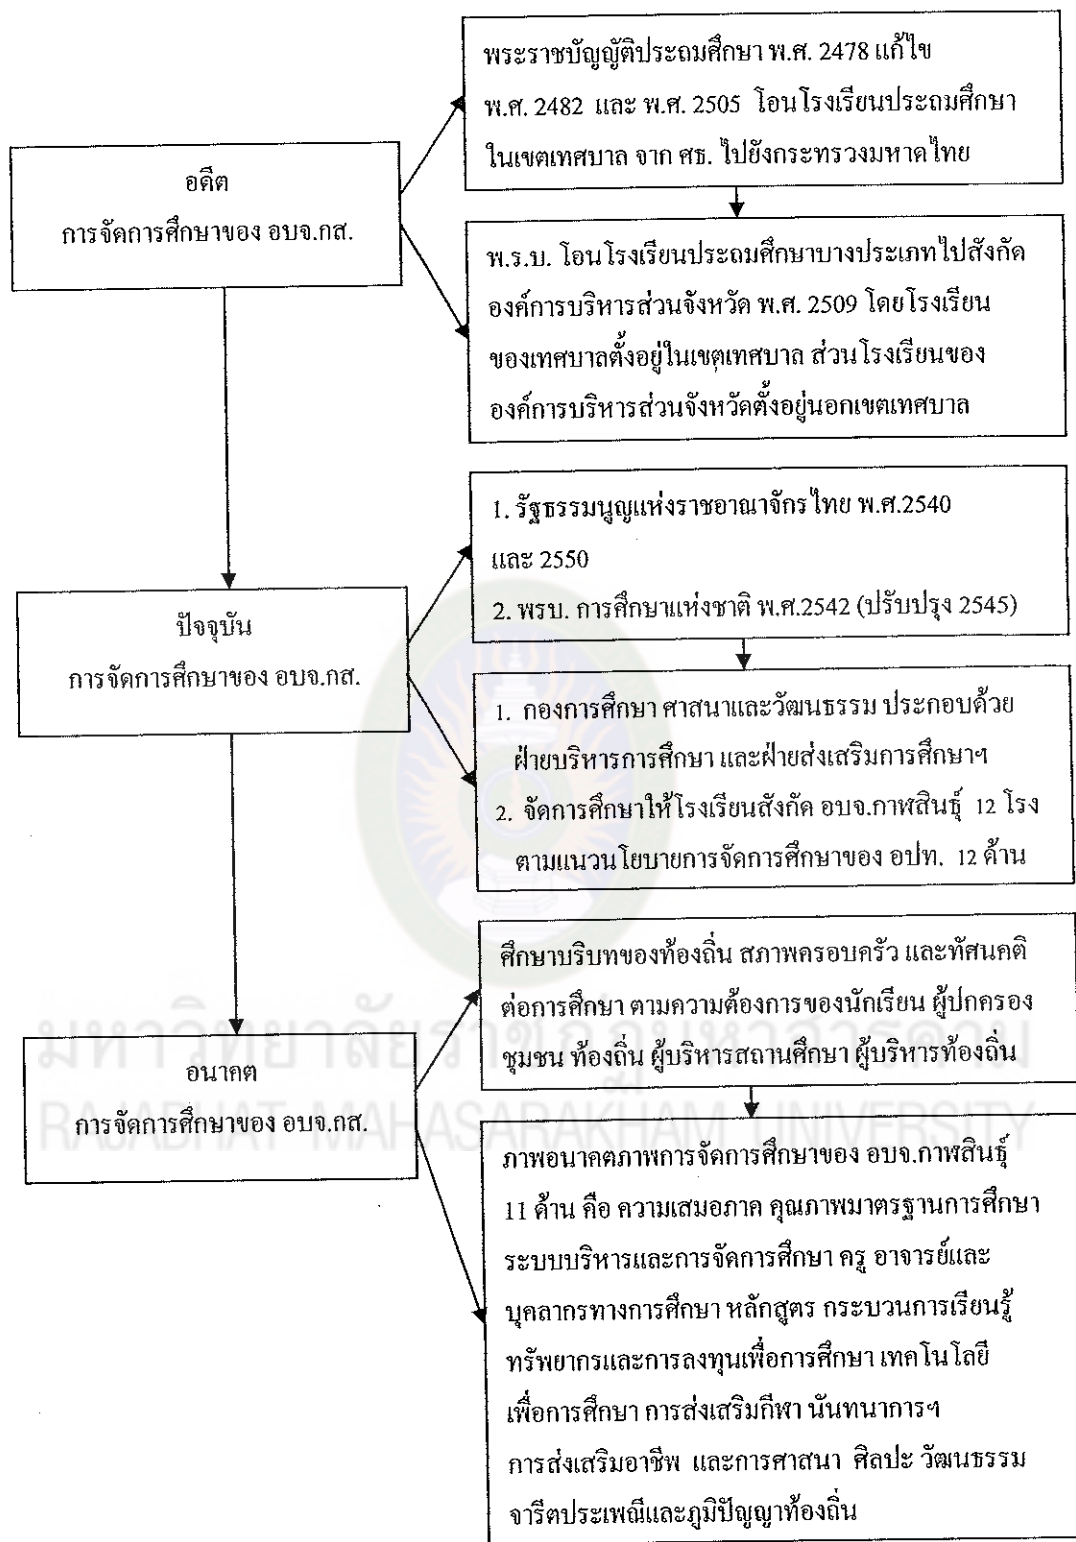 พระราชบัญญัติประถมศึกษา พ.ศ. 2478 แก้ไข
พ.ศ. 2482 และ พ.ศ. 2505 โอนโรงเรียนประถมศึกษา
ในเขตเทศบาล จาก ศธ. ไปยังกระทรวงมหาดไทย
อดีต
การจัดการศึกษาของ อบจ.กส.
พ.ร.บ. โอนโรงเรียนประถมศึกษาบางประเภทไปสังกัด
องค์การบริหารส่วนจังหวัด พ.ศ. 2509 โดยโรงเรียน
ของเทศบาลตั้งอยู่ในเขตเทศบาล ส่วนโรงเรียนของ
องค์การบริหารส่วนจังหวัดตั้งอยู่นอกเขตเทศบาล
1. รัฐธรรมนูญแห่งราชอาณาจักรไทย พ.ศ.2540
และ 2550
2. พรบ. การศึกษาแห่งชาติ พ.ศ.2542 (ปรับปรุง 2545)
ปัจจุบัน
การจัดการศึกษาของ อบจ.กส.
1. กองการศึกษา ศาสนาและวัฒนธรรม ประกอบด้วย
ฝ่ายบริหารการศึกษา และฝ่ายส่งเสริมการศึกษาฯ
2. จัดการศึกษาให้โรงเรียนสังกัด อบจ.กาฬสินธุ์ 12 โรง
ตามแนวนโยบายการจัดการศึกษาของ อปท. 12 ด้าน
ศึกษาบริบทของท้องถิ่น สภาพครอบครัว และทัศนคติ
ต่อการศึกษา ตามความต้องการของนักเรียน ผู้ปกครอง
ชุมชน ท้องถิ่น ผู้บริหารสถานศึกษา ผู้บริหารท้องถิ่น
อนาคต
การจัดการศึกษาของ อบจ.กส.
ภาพอนาคตภาพการจัดการศึกษาของ อบจ.กาฬสินธุ์
11 ด้าน คือ ความเสมอภาค คุณภาพมาตรฐานการศึกษา
ระบบบริหารและการจัดการศึกษา ครู อาจารย์และ
บุคลากรทางการศึกษา หลักสูตร กระบวนการเรียนรู้
ทรัพยากรและการลงทุนเพื่อการศึกษา เทคโนโลยี
เพื่อการศึกษา การส่งเสริมกีฬา นันทนาการฯ
การส่งเสริมอาชีพ และการศาสนา ศิลปะ วัฒนธรรม
จารีตประเพณีและภูมิปัญญาท้องถิ่น
มหาวิทยาลัยราชภัฏมหาสารคาม
RAJABHAT MAHASARAKHAM UNIVERSITY